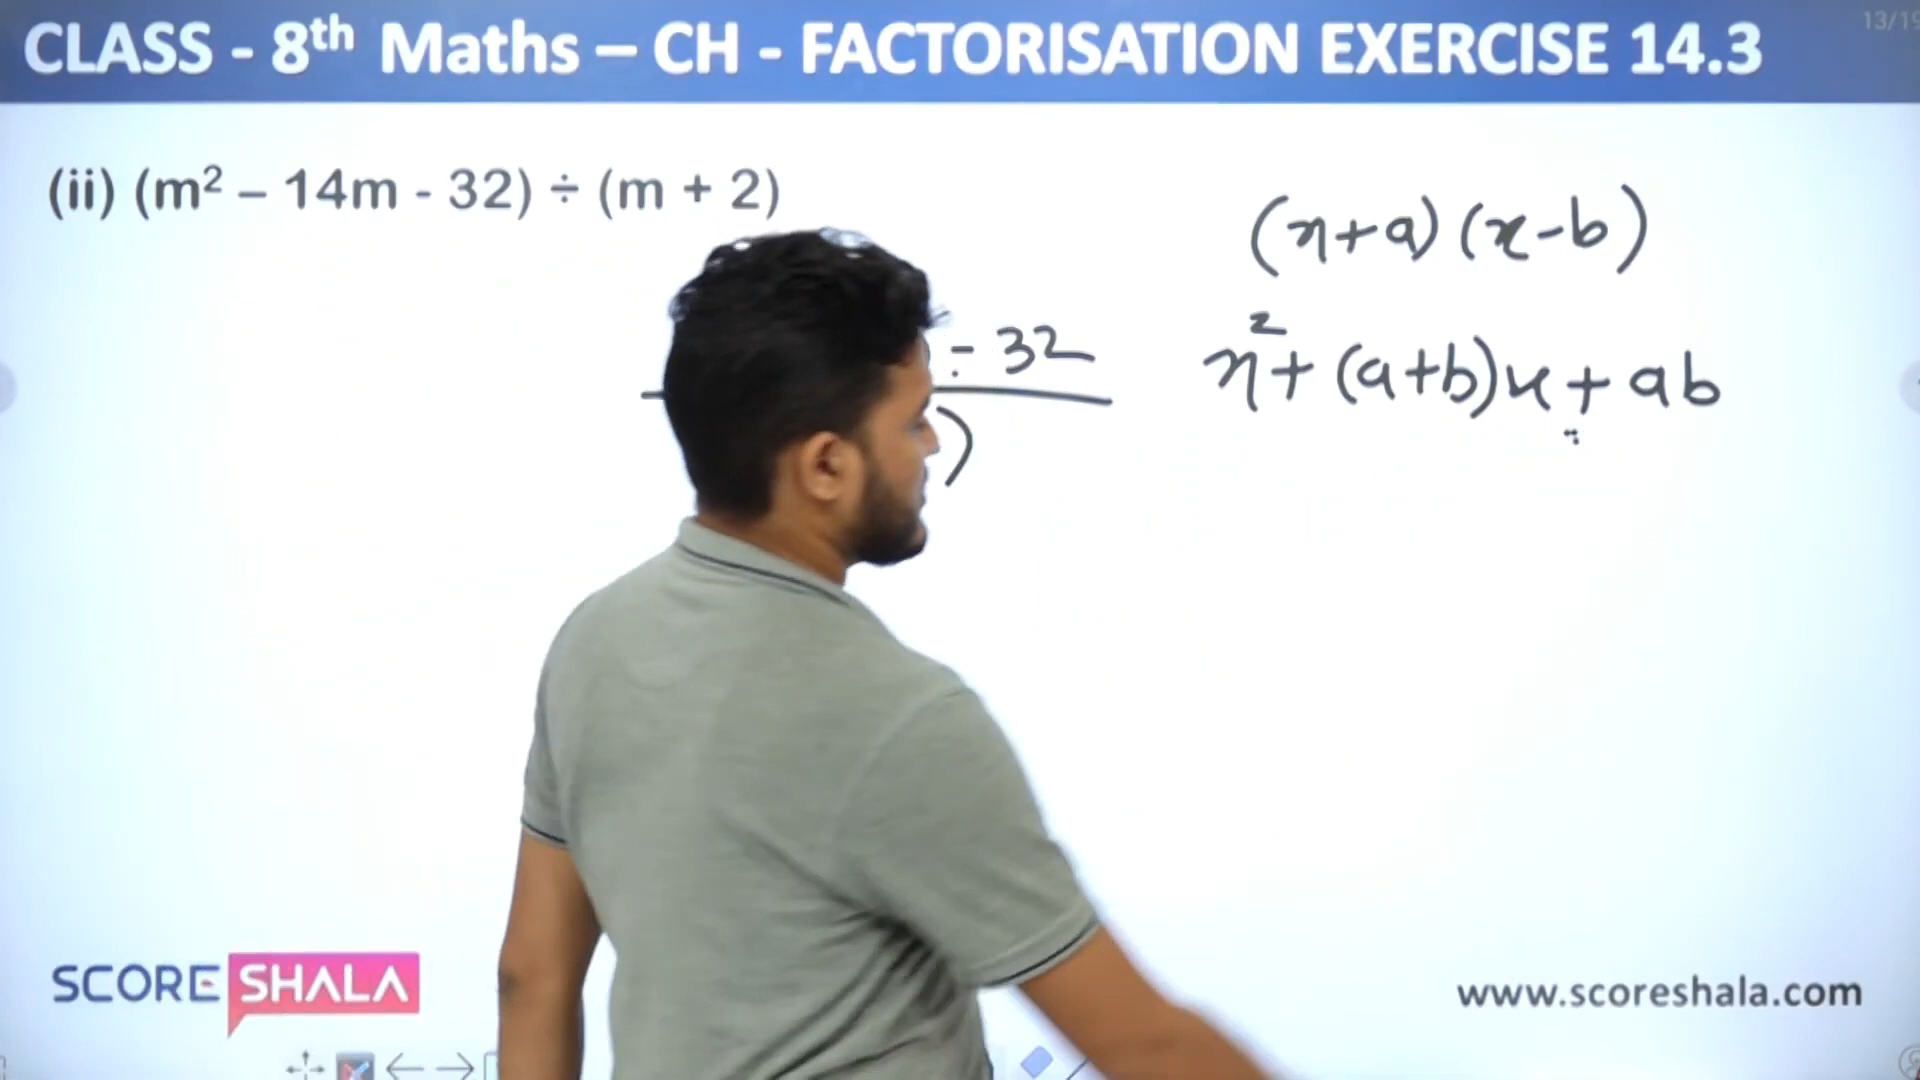 CLASS - 8th Maths – CH - FACTORISATION EXERCISE 14.3
13/19
(ii) (m² – 14m - 32) ÷ (m + 2)
(x+a) (x-b)
- 32
)
x² + (a+b)x + ab
SCORE SHALA
www.scoreshala.com